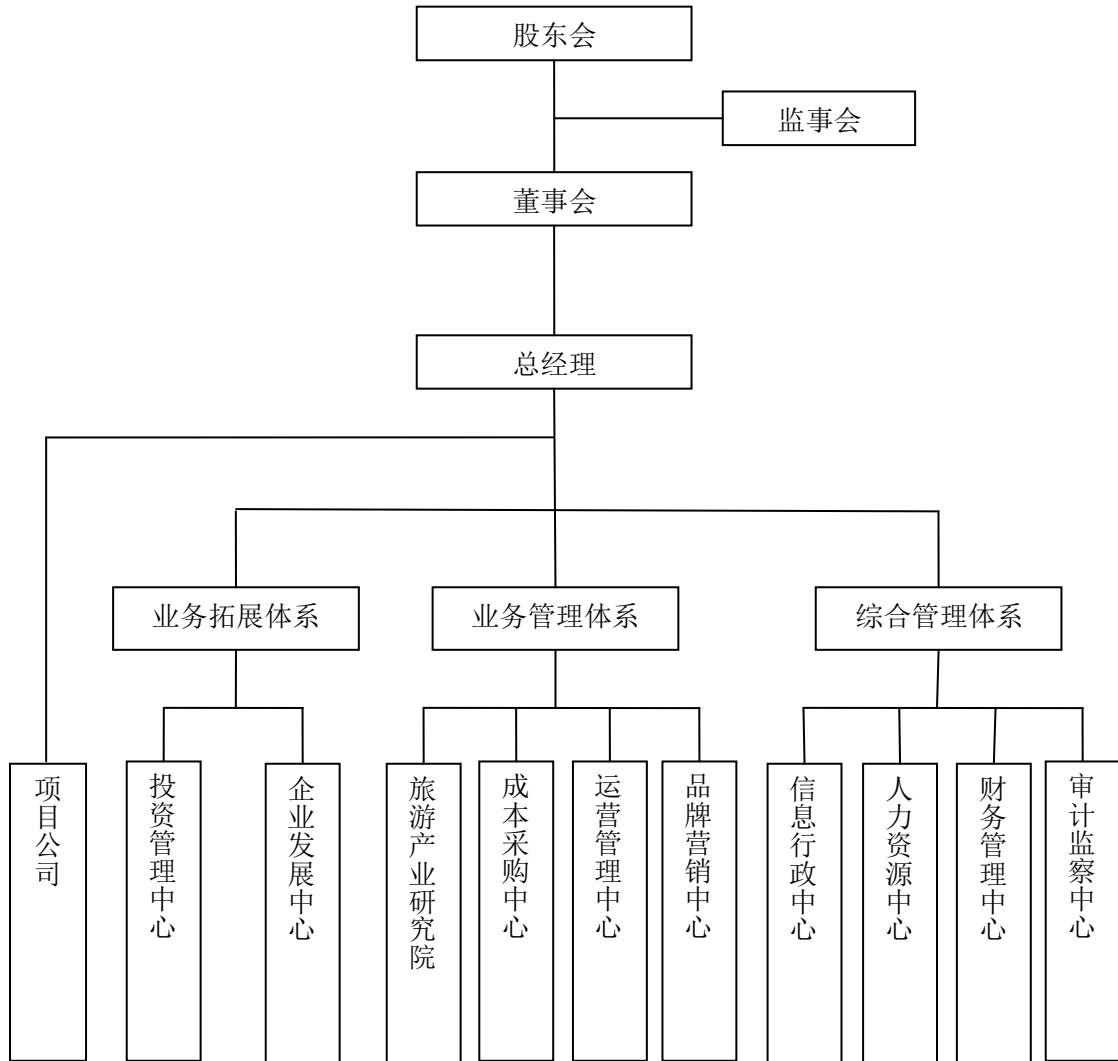 股东会
监事会
董事会
总经理
业务拓展体系
业务管理体系
综合管理体系
项目公司
投资管理中心
企业发展中心
旅游产业研究院
成本采购中心
运营管理中心
品牌营销中心
信息行政中心
人力资源中心
财务管理中心
审计监察中心